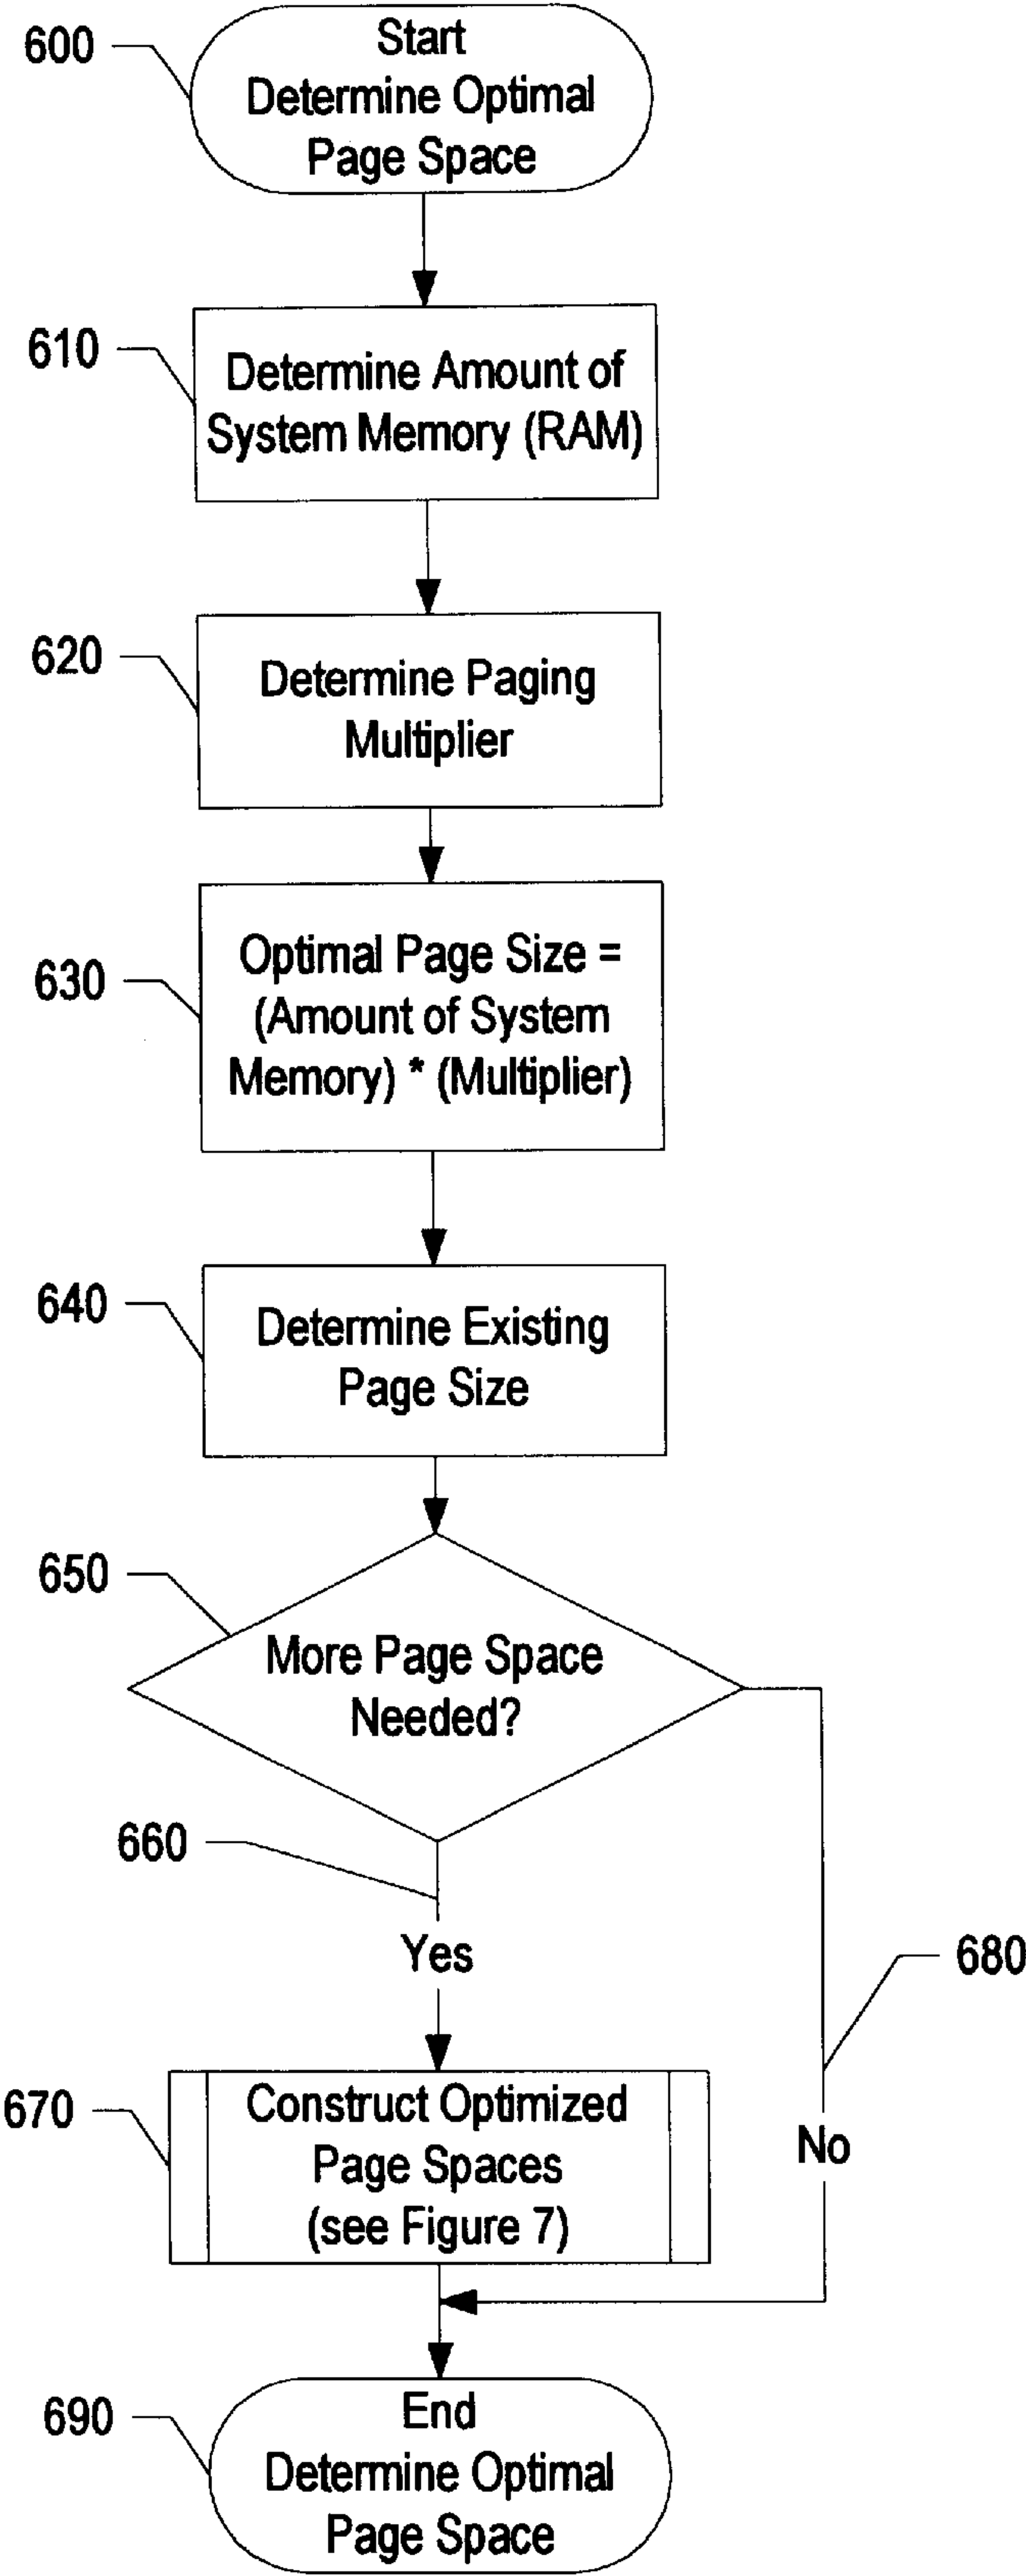 600
Start
Determine Optimal
Page Space
610
Determine Amount of
System Memory (RAM)
620
Determine Paging
Multiplier
630
Optimal Page Size =
(Amount of System
Memory) * (Multiplier)
640
Determine Existing
Page Size
650
More Page Space
Needed?
660
Yes
680
670
Construct Optimized
Page Spaces
(see Figure 7)
No
690
End
Determine Optimal
Page Space